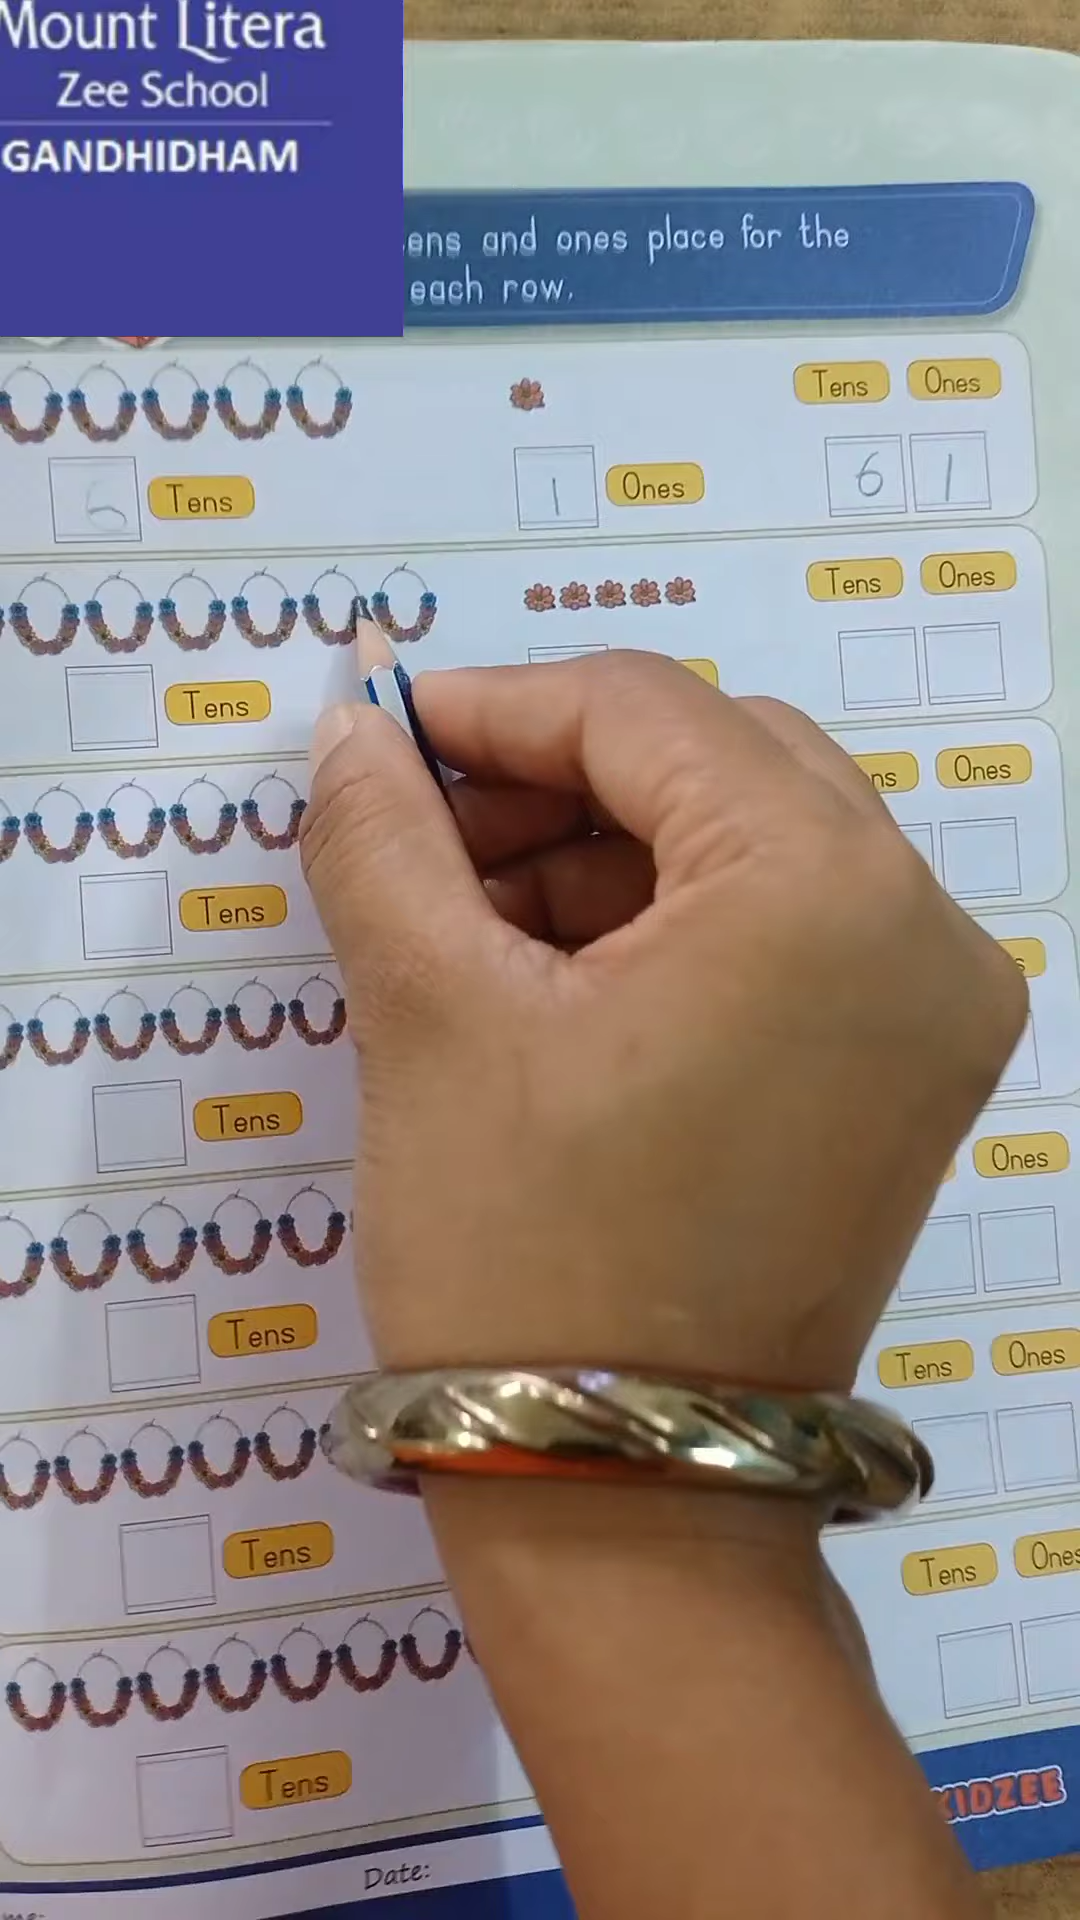 Mount Litera
Zee School
GANDHIDHAM
ens and ones place for the
each row.
Tens Ones
6 Tens 1 Ones 6 1
Tens Ones
Tens
ns Ones
Tens
s
Tens
Ones
Tens
Tens Ones
Tens
Tens Ones
Tens
KIDZEE
Date: